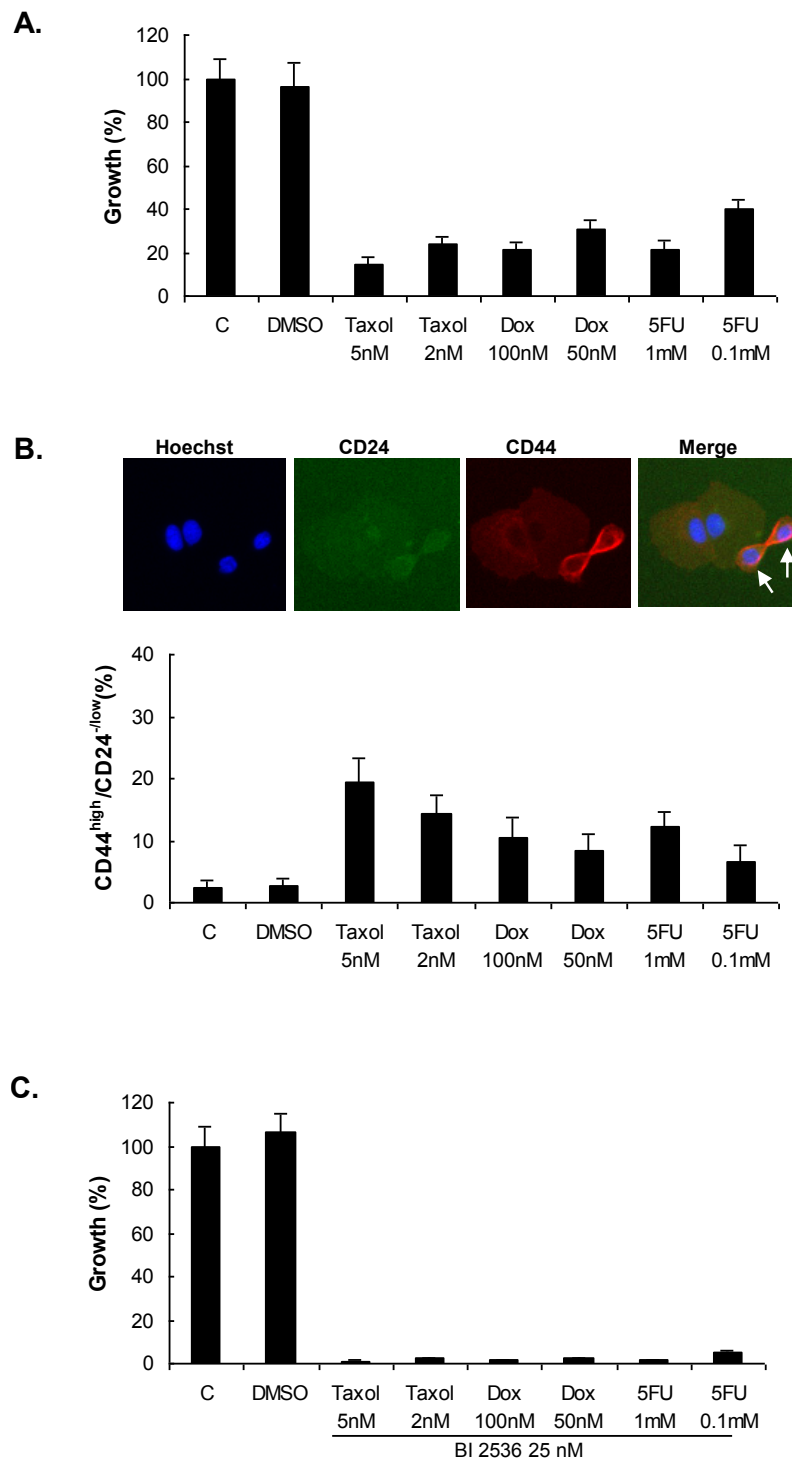 A.
Growth (%)
120
100
80
60
40
20
0
C DMSO Taxol Taxol Dox Dox 5FU 5FU
5nM 2nM 100nM 50nM 1mM 0.1mM
B.
Hoechst CD24 CD44 Merge
CD44high/CD24-/low(%)
40
30
20
10
0
C DMSO Taxol Taxol Dox Dox 5FU 5FU
5nM 2nM 100nM 50nM 1mM 0.1mM
C.
Growth (%)
120
100
80
60
40
20
0
C DMSO Taxol Taxol Dox Dox 5FU 5FU
5nM 2nM 100nM 50nM 1mM 0.1mM
BI 2536 25 nM